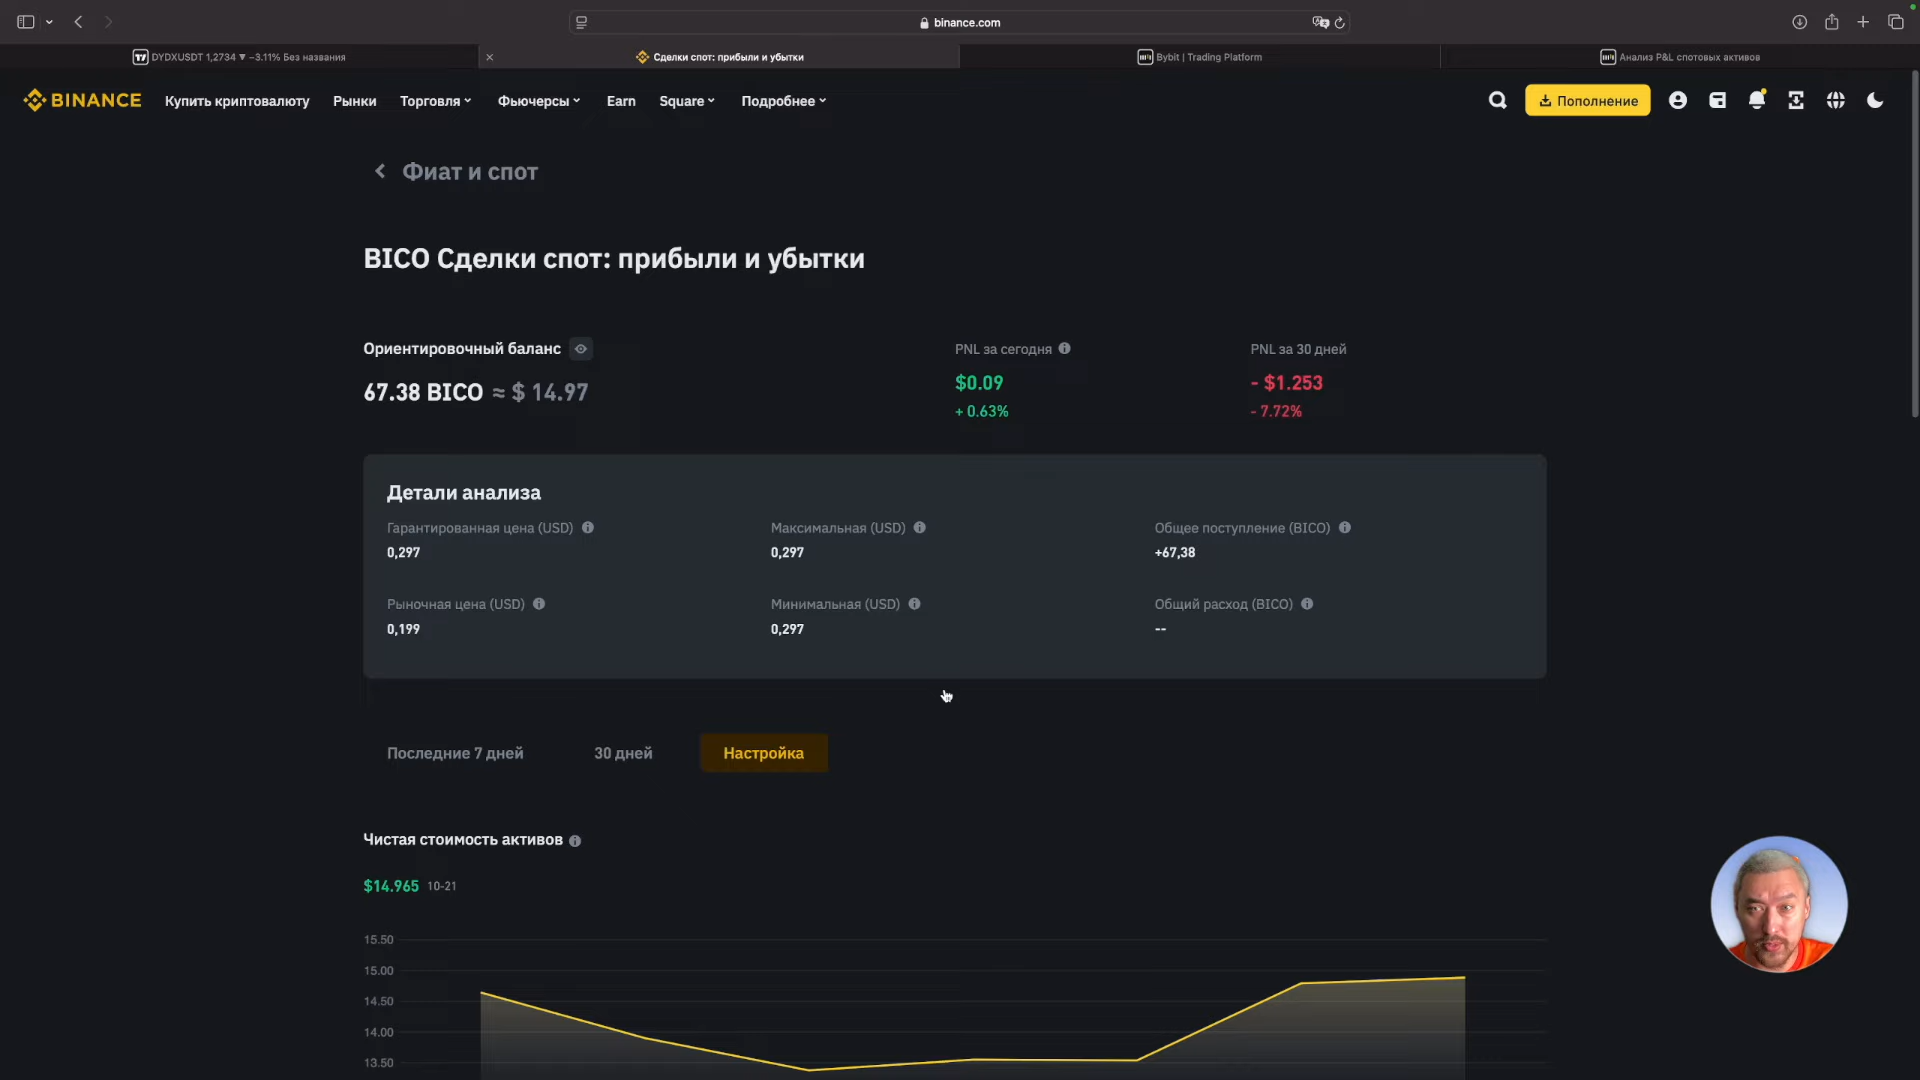 binance.com
DYDXUSDT 1,2734 ▼ −3.11% Без названия
Сделки спот: прибыли и убытки
Bybit | Trading Platform
Анализ P&L спотовых активов
BINANCE
Купить криптовалюту
Рынки
Торговля
Фьючерсы
Earn
Square
Подробнее
Пополнение
Фиат и спот
BICO Сделки спот: прибыли и убытки
Ориентировочный баланс
67.38 BICO ≈ $ 14.97
PNL за сегодня
$0.09
+ 0.63%
PNL за 30 дней
- $1.253
- 7.72%
Детали анализа
Гарантированная цена (USD)
0,297
Максимальная (USD)
0,297
Общее поступление (BICO)
+67,38
Рыночная цена (USD)
0,199
Минимальная (USD)
0,297
Общий расход (BICO)
--
Последние 7 дней
30 дней
Настройка
Чистая стоимость активов
$14.965 10-21
15.50
15.00
14.50
14.00
13.50